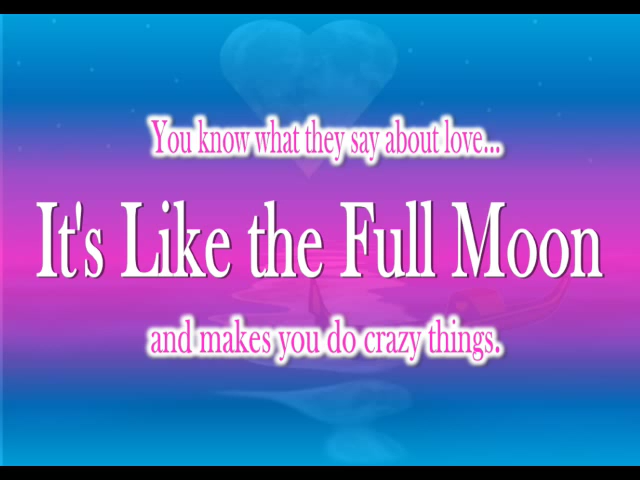 You know what they say about love...
It's Like the Full Moon
and makes you do crazy things.